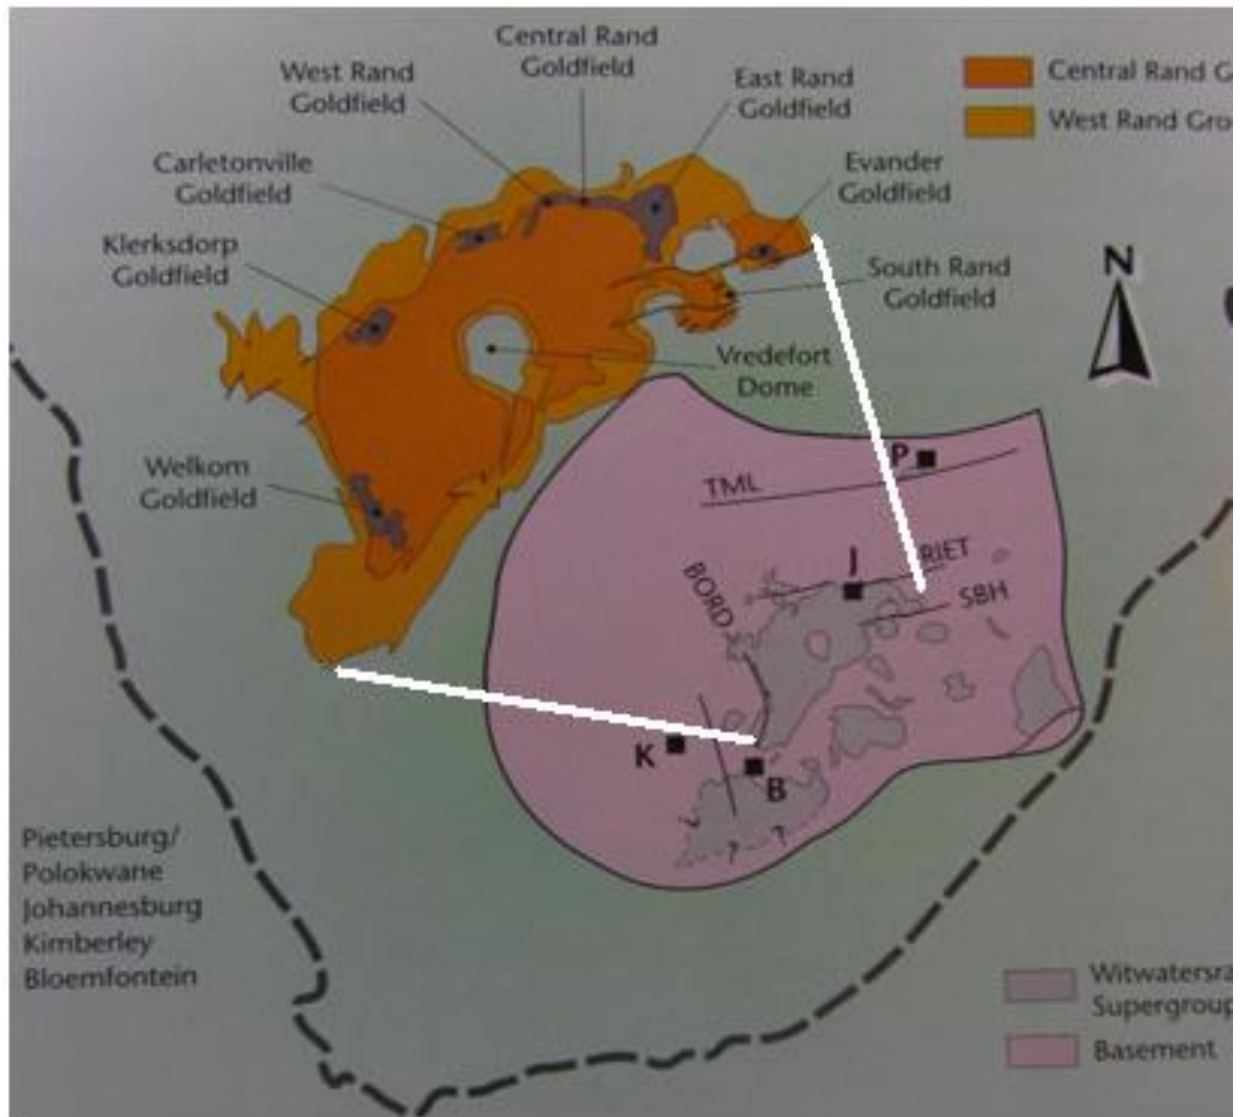 Central Rand
Goldfield
West Rand
Goldfield
East Rand
Goldfield
Central Rand G
West Rand Gro
Carletonville
Goldfield
Evander
Goldfield
Klerksdorp
Goldfield
South Rand
Goldfield
N
Vredefort
Dome
Welkom
Goldfield
P
TML
J
RIET
BORD
SBH
K
B
?
?
Pietersburg/
Polokwane
Johannesburg
Kimberley
Bloemfontein
Witwatersra
Supergroup
Basement